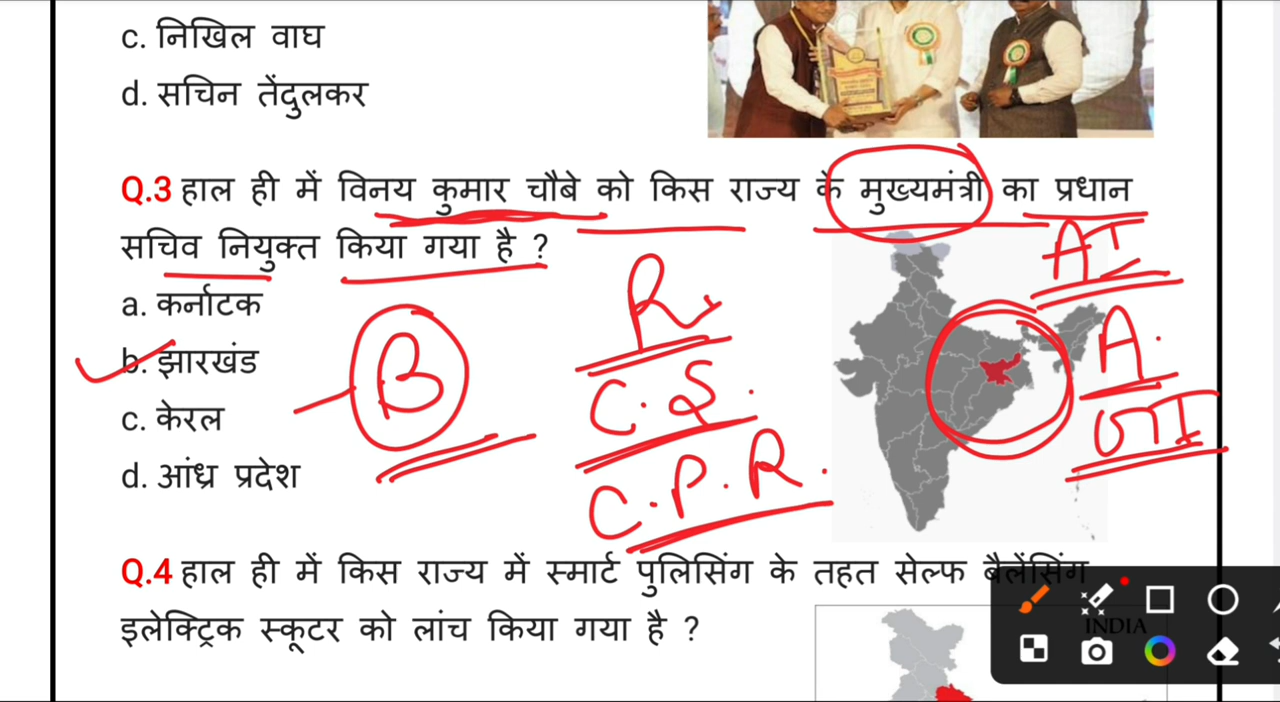 c. निखिल वाघ
d. सचिन तेंदुलकर
Q.3 हाल ही में विनय कुमार चौबे को किस राज्य के मुख्यमंत्री का प्रधान
सचिव नियुक्त किया गया है ?
a. कर्नाटक
b. झारखंड
c. केरल
d. आंध्र प्रदेश
B
R
C.S.
C.P.R.
A
Q.4 हाल ही में किस राज्य में स्मार्ट पुलिसिंग के तहत सेल्फ बैलेंसिंग
इलेक्ट्रिक स्कूटर को लांच किया गया है ?
INDIA